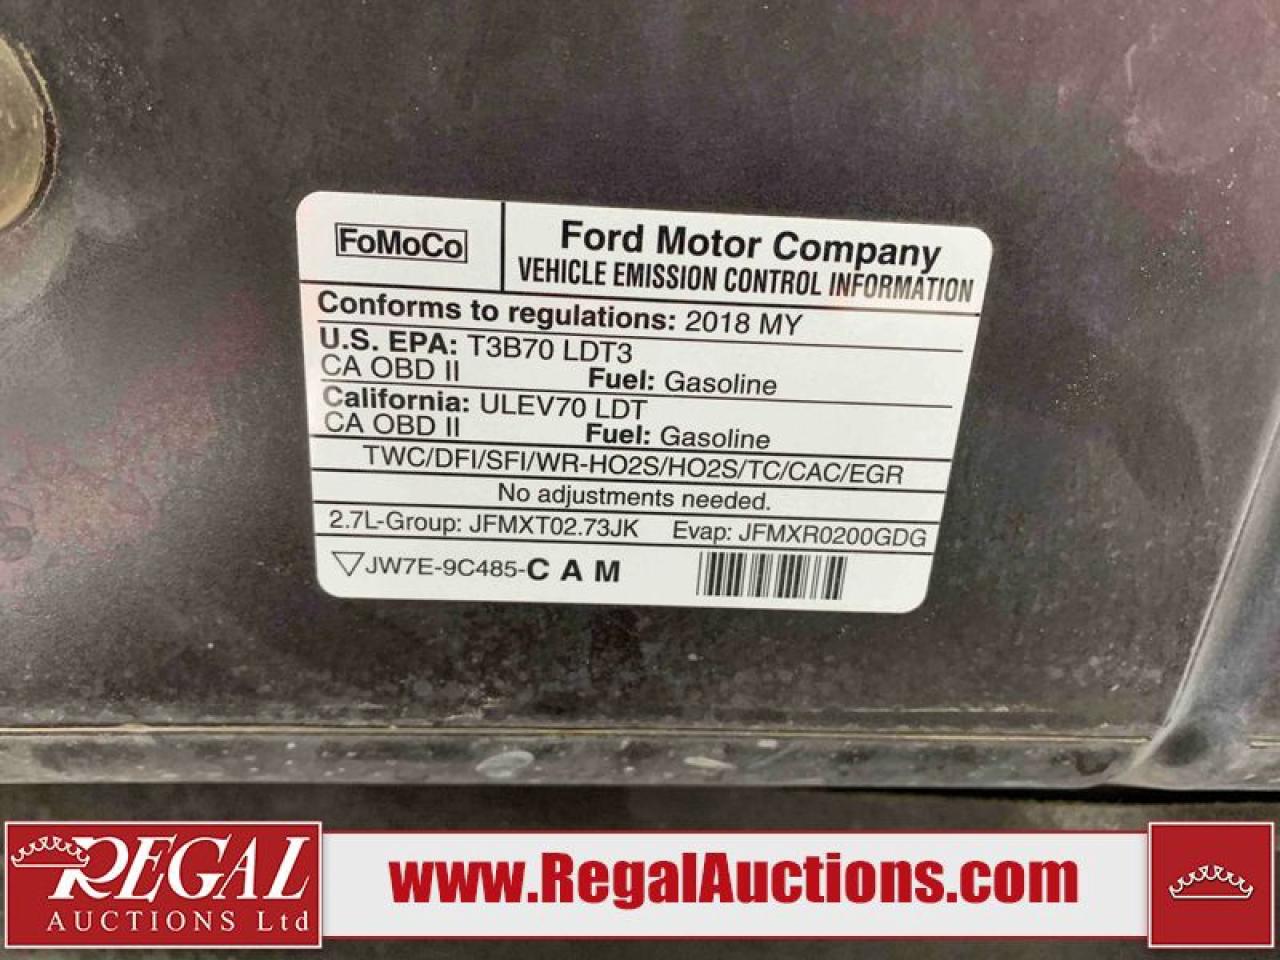 FoMoCo
Ford Motor Company
VEHICLE EMISSION CONTROL INFORMATION
Conforms to regulations: 2018 MY
U.S. EPA: T3B70 LDT3
CA OBD II Fuel: Gasoline
California: ULEV70 LDT
CA OBD II Fuel: Gasoline
TWC/DFI/SFI/WR-HO2S/HO2S/TC/CAC/EGR
No adjustments needed.
2.7L-Group: JFMXT02.73JK Evap: JFMXR0200GDG
JW7E-9C485-CAM
REGAL
AUCTIONS Ltd
www.RegalAuctions.com